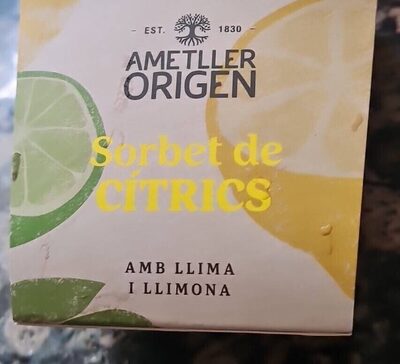 - EST. 1830 -
AMETLLER
ORIGEN
Sorbet de
CÍTRICS
AMB LLIMA
I LLIMONA